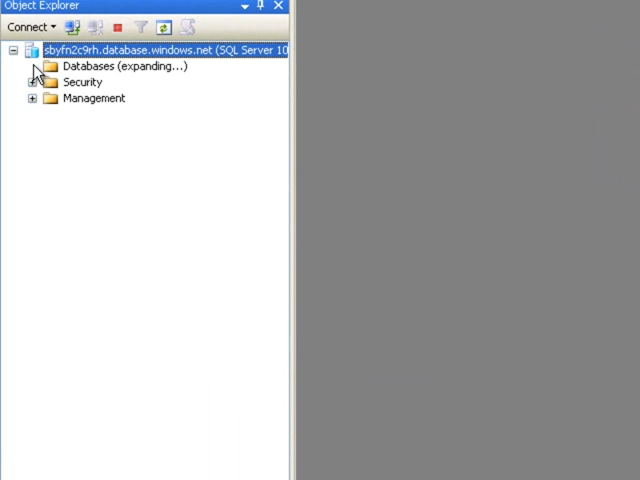 Object Explorer
Connect
sbyfn2c9rh.database.windows.net (SQL Server 10
Databases (expanding...)
Security
Management